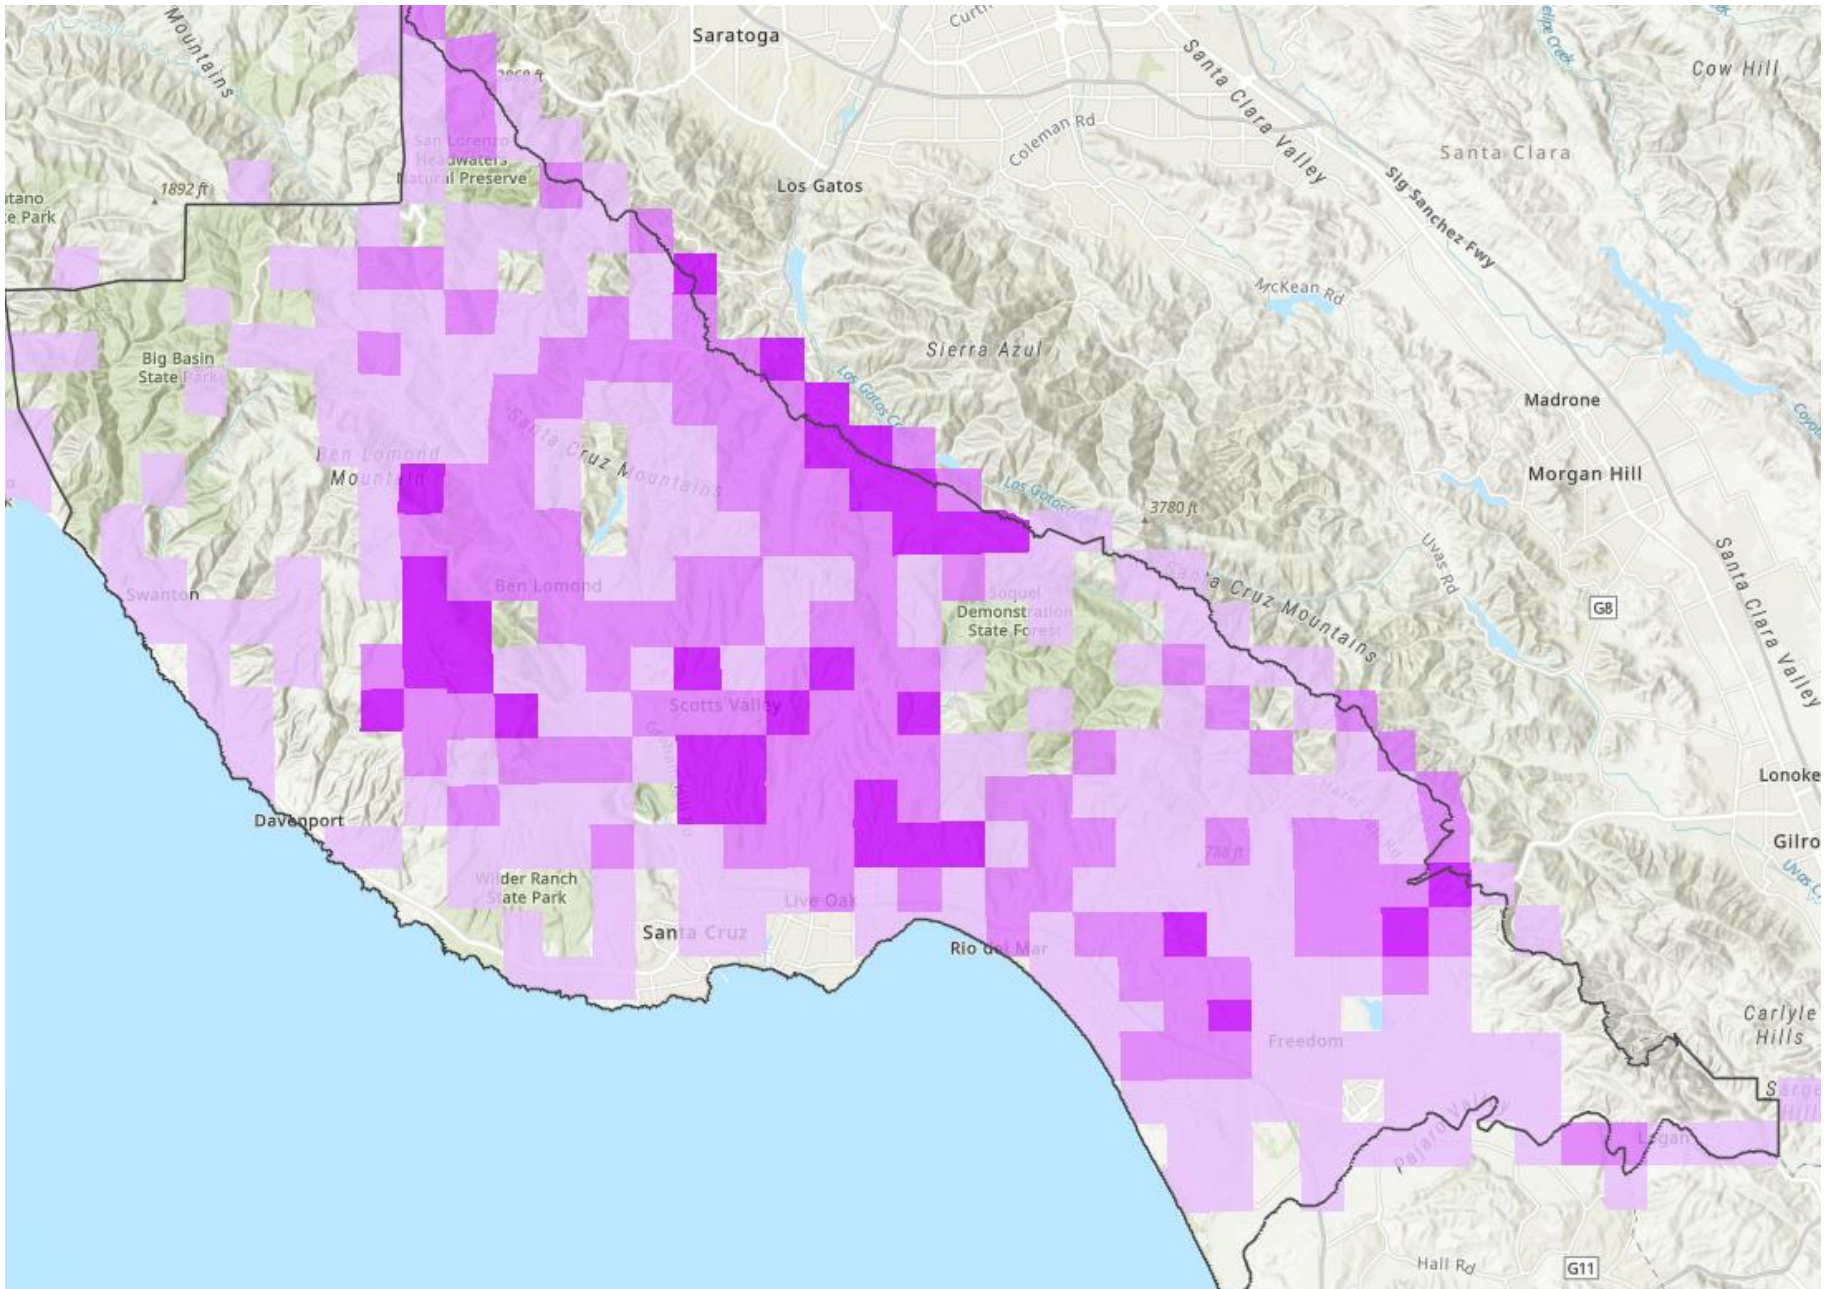 Mountains
Saratoga
Santa Clara Valley
Cow Hill
San Lorenzo
Headwaters
Natural Preserve
Coleman Rd
Santa Clara
1892 ft
Los Gatos
Sig Sanchez Fwy
McKean Rd
Sierra Azul
Big Basin
State Park
Los Gatos
Madrone
Santa Cruz Mountains
Ben Lomond
Mountain
Morgan Hill
Los Gatos Creek
3780 ft
Uvas Rd
Santa Clara Valley
Swanton
Ben Lomond
Soquel
Demonstration
State Forest
Santa Cruz Mountains
G8
Scotts Valley
Lonoke
Davenport
Gilro
788 ft
Wilder Ranch
State Park
Live Oak
Santa Cruz
Rio del Mar
Carlyle
Hills
Freedom
Pajaro Valley
Logan
Hall Rd
G11